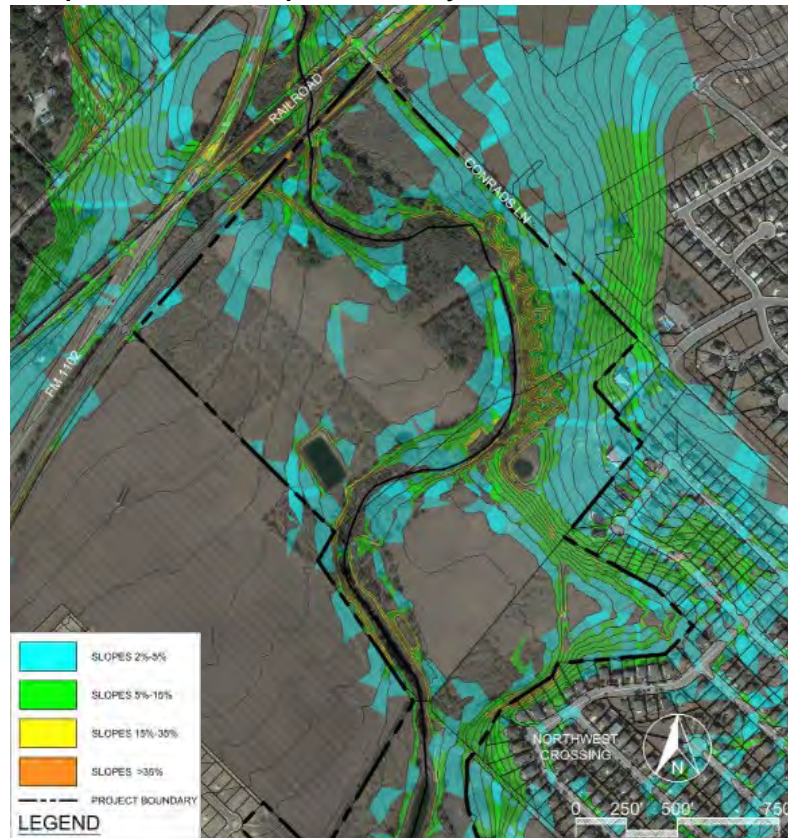 RAILROAD
CONRADS LN
FM 1102
NORTHWEST
CROSSING
N
0 250' 500' 750
SLOPES 2%-5%
SLOPES 5%-15%
SLOPES 15%-35%
SLOPES >35%
PROJECT BOUNDARY
LEGEND